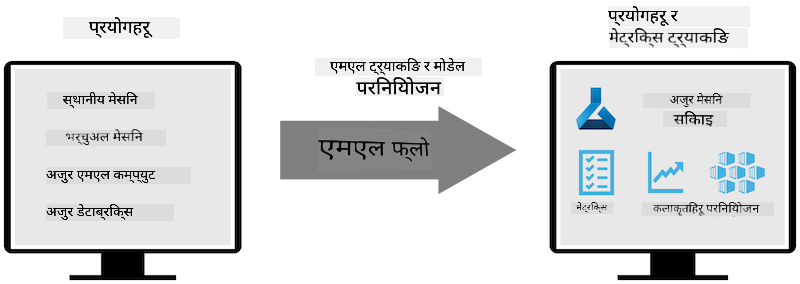 प्रयोगहरू
स्थानीय मेसिन
भर्चुअल मेसिन
अजुर एमएल कम्प्युट
अजुर डेटाब्रिक्स
एमएल ट्र्याकिङ र मोडेल
परिनियोजन
एमएल फ्लो
प्रयोगहरू र
मेट्रिक्स ट्र्याकिङ
अजुर मेसिन
सिकाइ
मेट्रिक्स
कलाकृतिहरू परिनियोजन